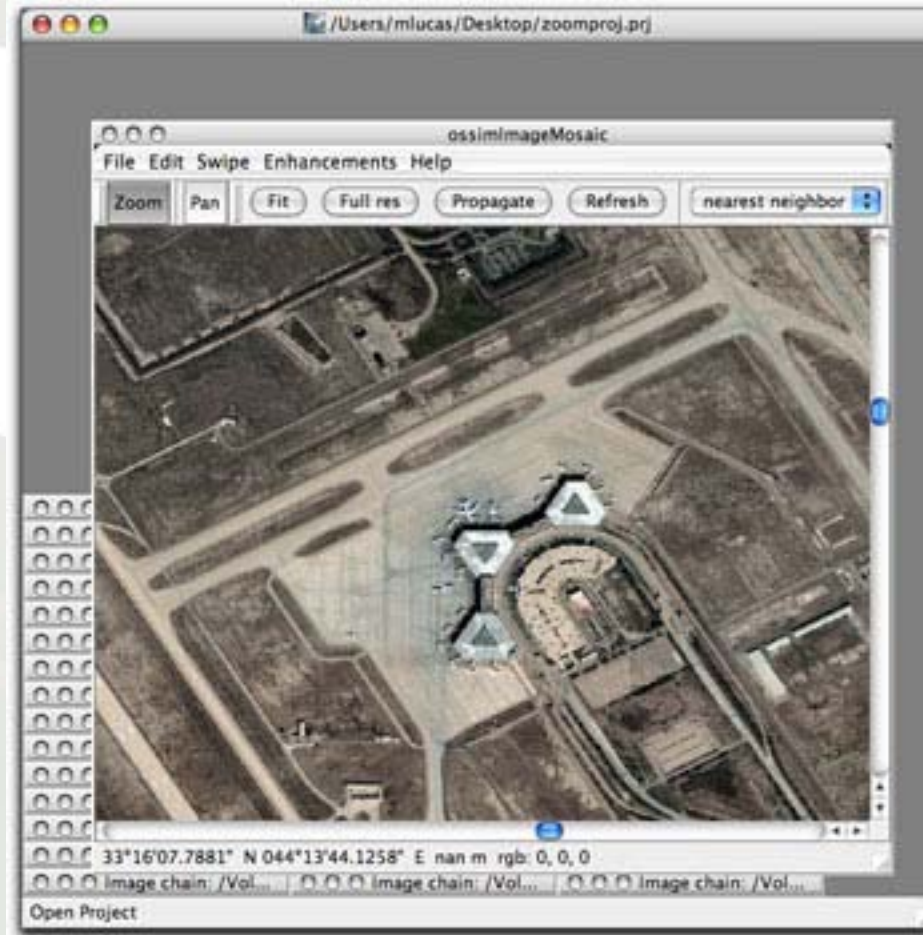 /Users/mlucas/Desktop/zoomproj.prj
ossimImageMosaic
File Edit Swipe Enhancements Help
Zoom Pan Fit Full res Propagate Refresh nearest neighbor
33°16'07.7881" N 044°13'44.1258" E nan m rgb: 0, 0, 0
Image chain: /Vol... Image chain: /Vol... Image chain: /Vol...
Open Project